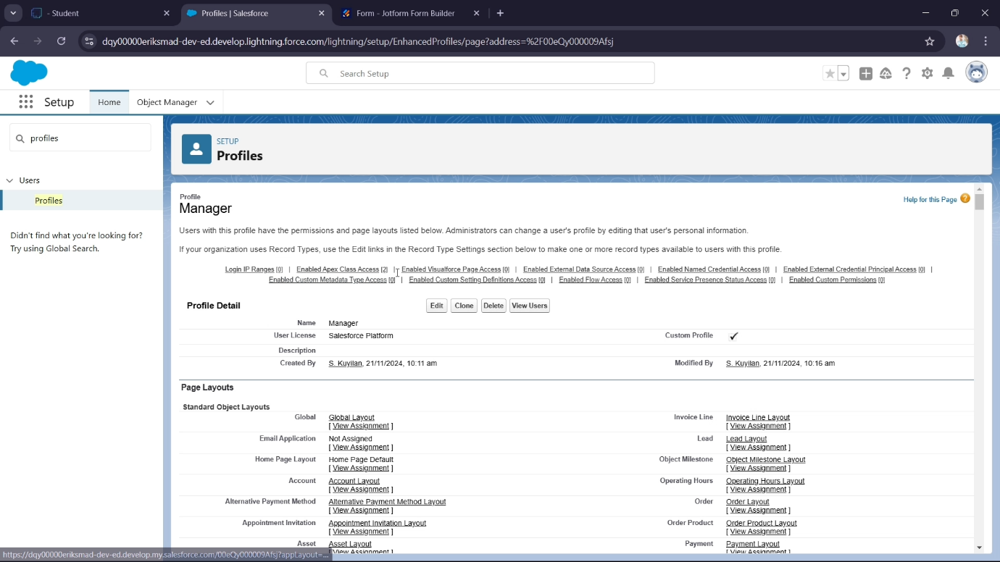 - Student
Profiles | Salesforce
Form - Jotform Form Builder
dqy00000eriksmad-dev-ed.develop.lightning.force.com/lightning/setup/EnhancedProfiles/page?address=%2F00eQy000009Afsj
Search Setup
Setup
Home
Object Manager
profiles
Users
Profiles
Didn't find what you're looking for?
Try using Global Search.
SETUP
Profiles
Profile
Manager
Help for this Page
Users with this profile have the permissions and page layouts listed below. Administrators can change a user's profile by editing that user's personal information.
If your organization uses Record Types, use the Edit links in the Record Type Settings section below to make one or more record types available to users with this profile.
Login IP Ranges [0] | Enabled Apex Class Access [2] | Enabled Visualforce Page Access [0] | Enabled External Data Source Access [0] | Enabled Named Credential Access [0] | Enabled External Credential Principal Access [0] |
Enabled Custom Metadata Type Access [0] | Enabled Custom Setting Definitions Access [0] | Enabled Flow Access [0] | Enabled Service Presence Status Access [0] | Enabled Custom Permissions [0]
Profile Detail Edit Clone Delete View Users
Name Manager
User License Salesforce Platform Custom Profile ✓
Description
Created By S. Kuyilan, 21/11/2024, 10:11 am Modified By S. Kuyilan, 21/11/2024, 10:16 am
Page Layouts
Standard Object Layouts
Global Global Layout Invoice Line Invoice Line Layout
[ View Assignment ] [ View Assignment ]
Email Application Not Assigned Lead Lead Layout
[ View Assignment ] [ View Assignment ]
Home Page Layout Home Page Default Object Milestone Object Milestone Layout
[ View Assignment ] [ View Assignment ]
Account Account Layout Operating Hours Operating Hours Layout
[ View Assignment ] [ View Assignment ]
Alternative Payment Method Alternative Payment Method Layout Order Order Layout
[ View Assignment ] [ View Assignment ]
Appointment Invitation Appointment Invitation Layout Order Product Order Product Layout
[ View Assignment ] [ View Assignment ]
Asset Asset Layout Payment Payment Layout
[ View Assignment ] [ View Assignment ]
https://dqy00000eriksmad-dev-ed.develop.my.salesforce.com/00eQy000009Afsj?appLayout=...